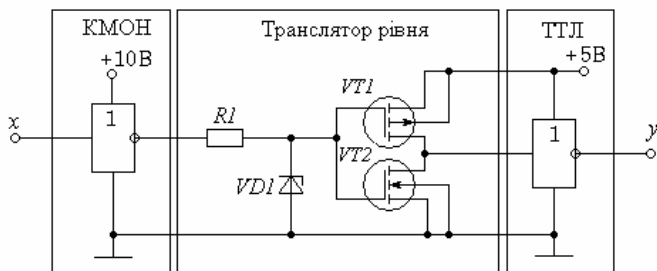 КМОН
Транслятор рівня
ТТЛ
+10В
+5В
VT1
1
R1
x
VT2
1
y
VD1